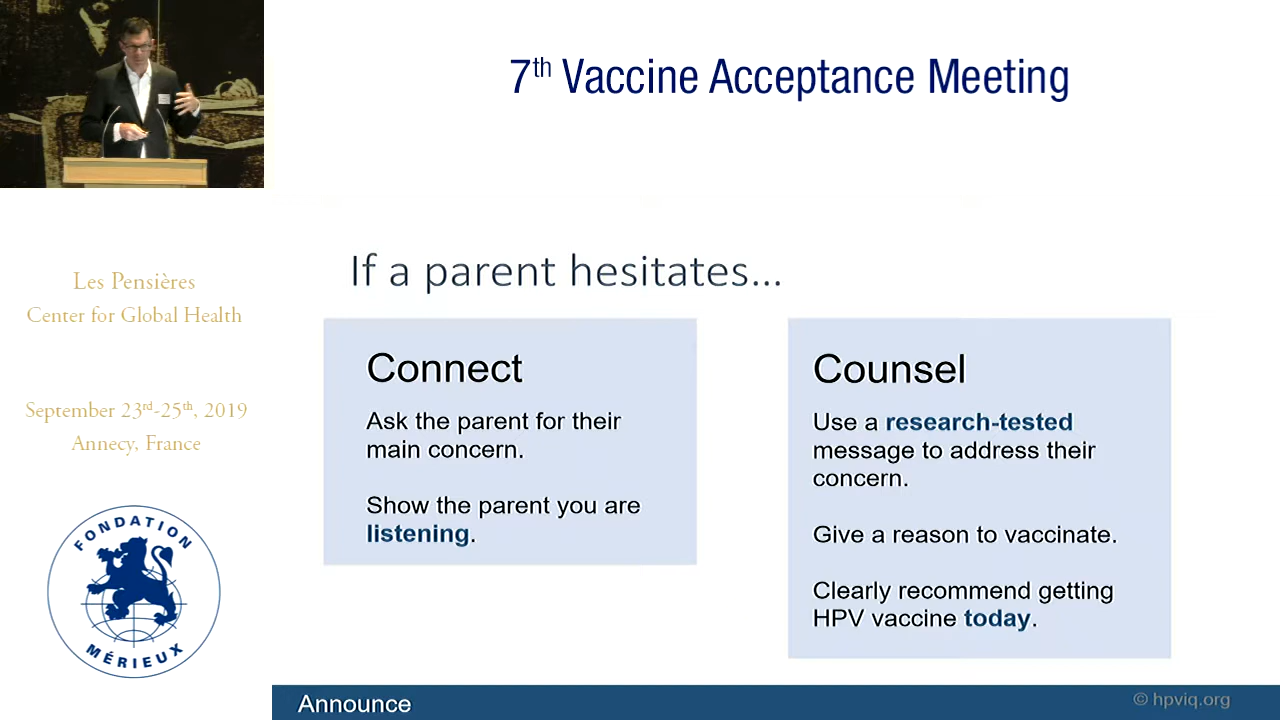 7th Vaccine Acceptance Meeting
Les Pensières
Center for Global Health
September 23rd-25th, 2019
Annecy, France
FONDATION
MÉRIEUX
If a parent hesitates...
Connect
Ask the parent for their
main concern.
Show the parent you are
listening.
Counsel
Use a research-tested
message to address their
concern.
Give a reason to vaccinate.
Clearly recommend getting
HPV vaccine today.
Announce
© hpviq.org